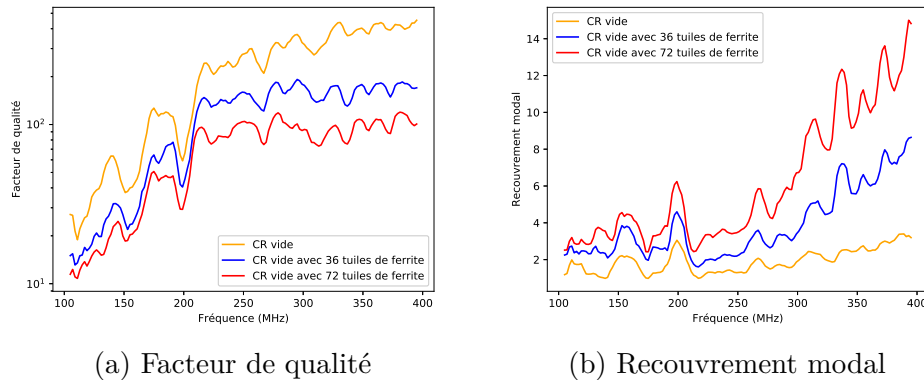 10²
10¹
Facteur de qualité
CR vide
CR vide avec 36 tuiles de ferrite
CR vide avec 72 tuiles de ferrite
100 150 200 250 300 350 400
Fréquence (MHz)
(a) Facteur de qualité
CR vide
CR vide avec 36 tuiles de ferrite
CR vide avec 72 tuiles de ferrite
14
12
10
8
6
4
2
Recouvrement modal
100 150 200 250 300 350 400
Fréquence (MHz)
(b) Recouvrement modal